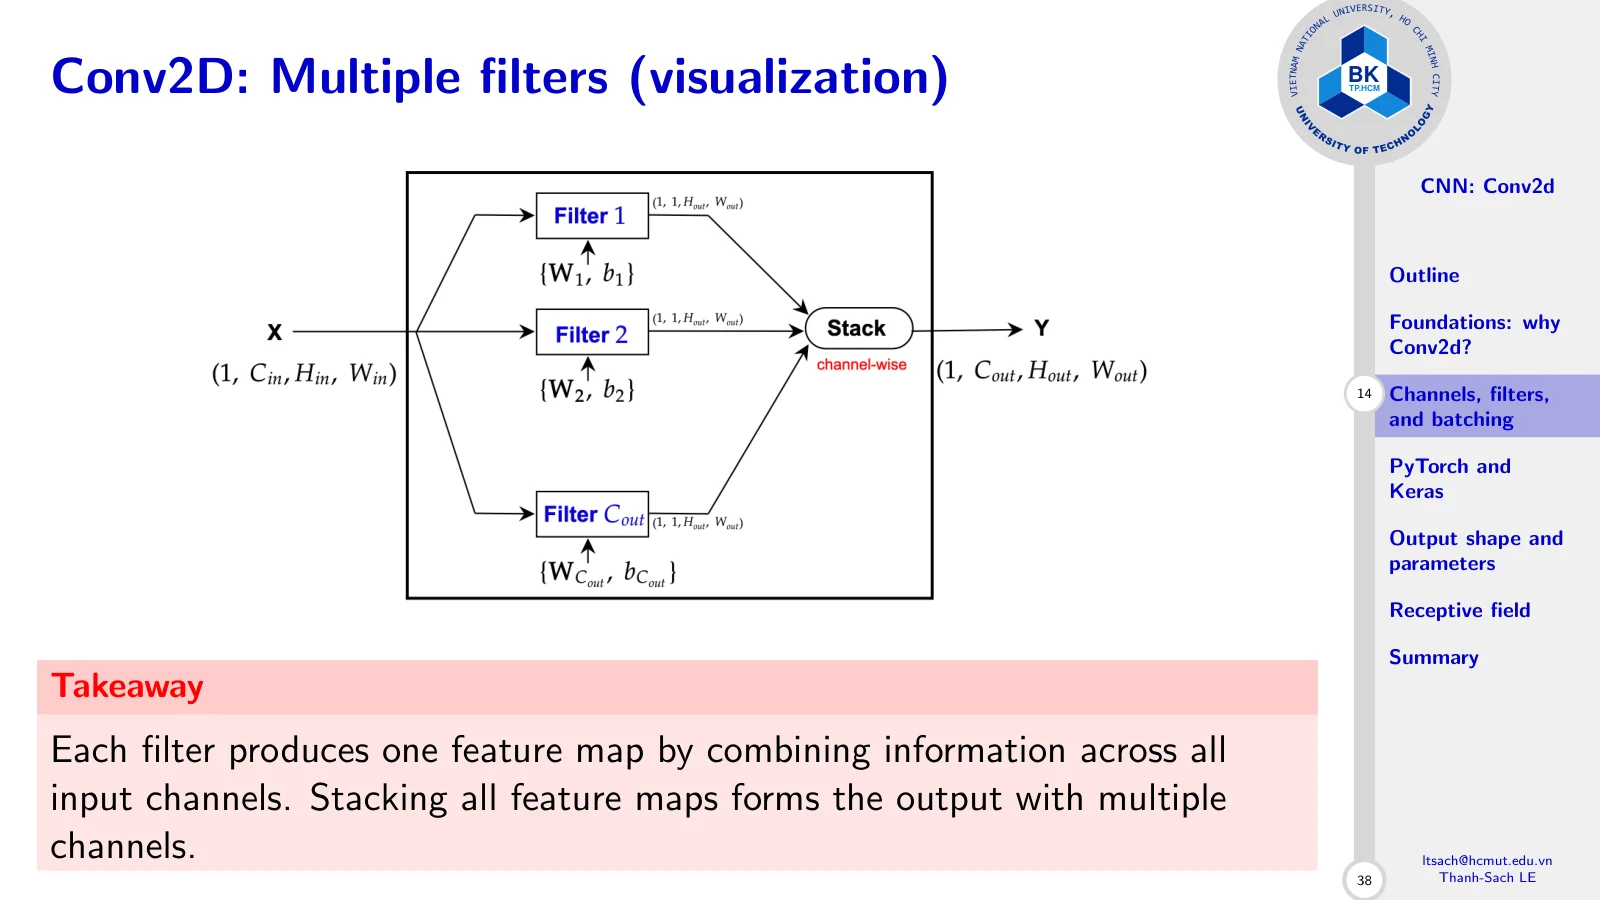 Conv2D: Multiple filters (visualization)
VIETNAM NATIONAL UNIVERSITY, HO CHI MINH CITY
BK
TP.HCM
UNIVERSITY OF TECHNOLOGY
Filter 1
(1, 1, H_out, W_out)
{W_1, b_1}
Filter 2
(1, 1, H_out, W_out)
{W_2, b_2}
X
(1, C_in, H_in, W_in)
Stack
channel-wise
Y
(1, C_out, H_out, W_out)
Filter C_out
(1, 1, H_out, W_out)
{W_C_out, b_C_out}
Takeaway
Each filter produces one feature map by combining information across all
input channels. Stacking all feature maps forms the output with multiple
channels.
CNN: Conv2d
Outline
Foundations: why
Conv2d?
14
Channels, filters,
and batching
PyTorch and
Keras
Output shape and
parameters
Receptive field
Summary
38
ltsach@hcmut.edu.vn
Thanh-Sach LE